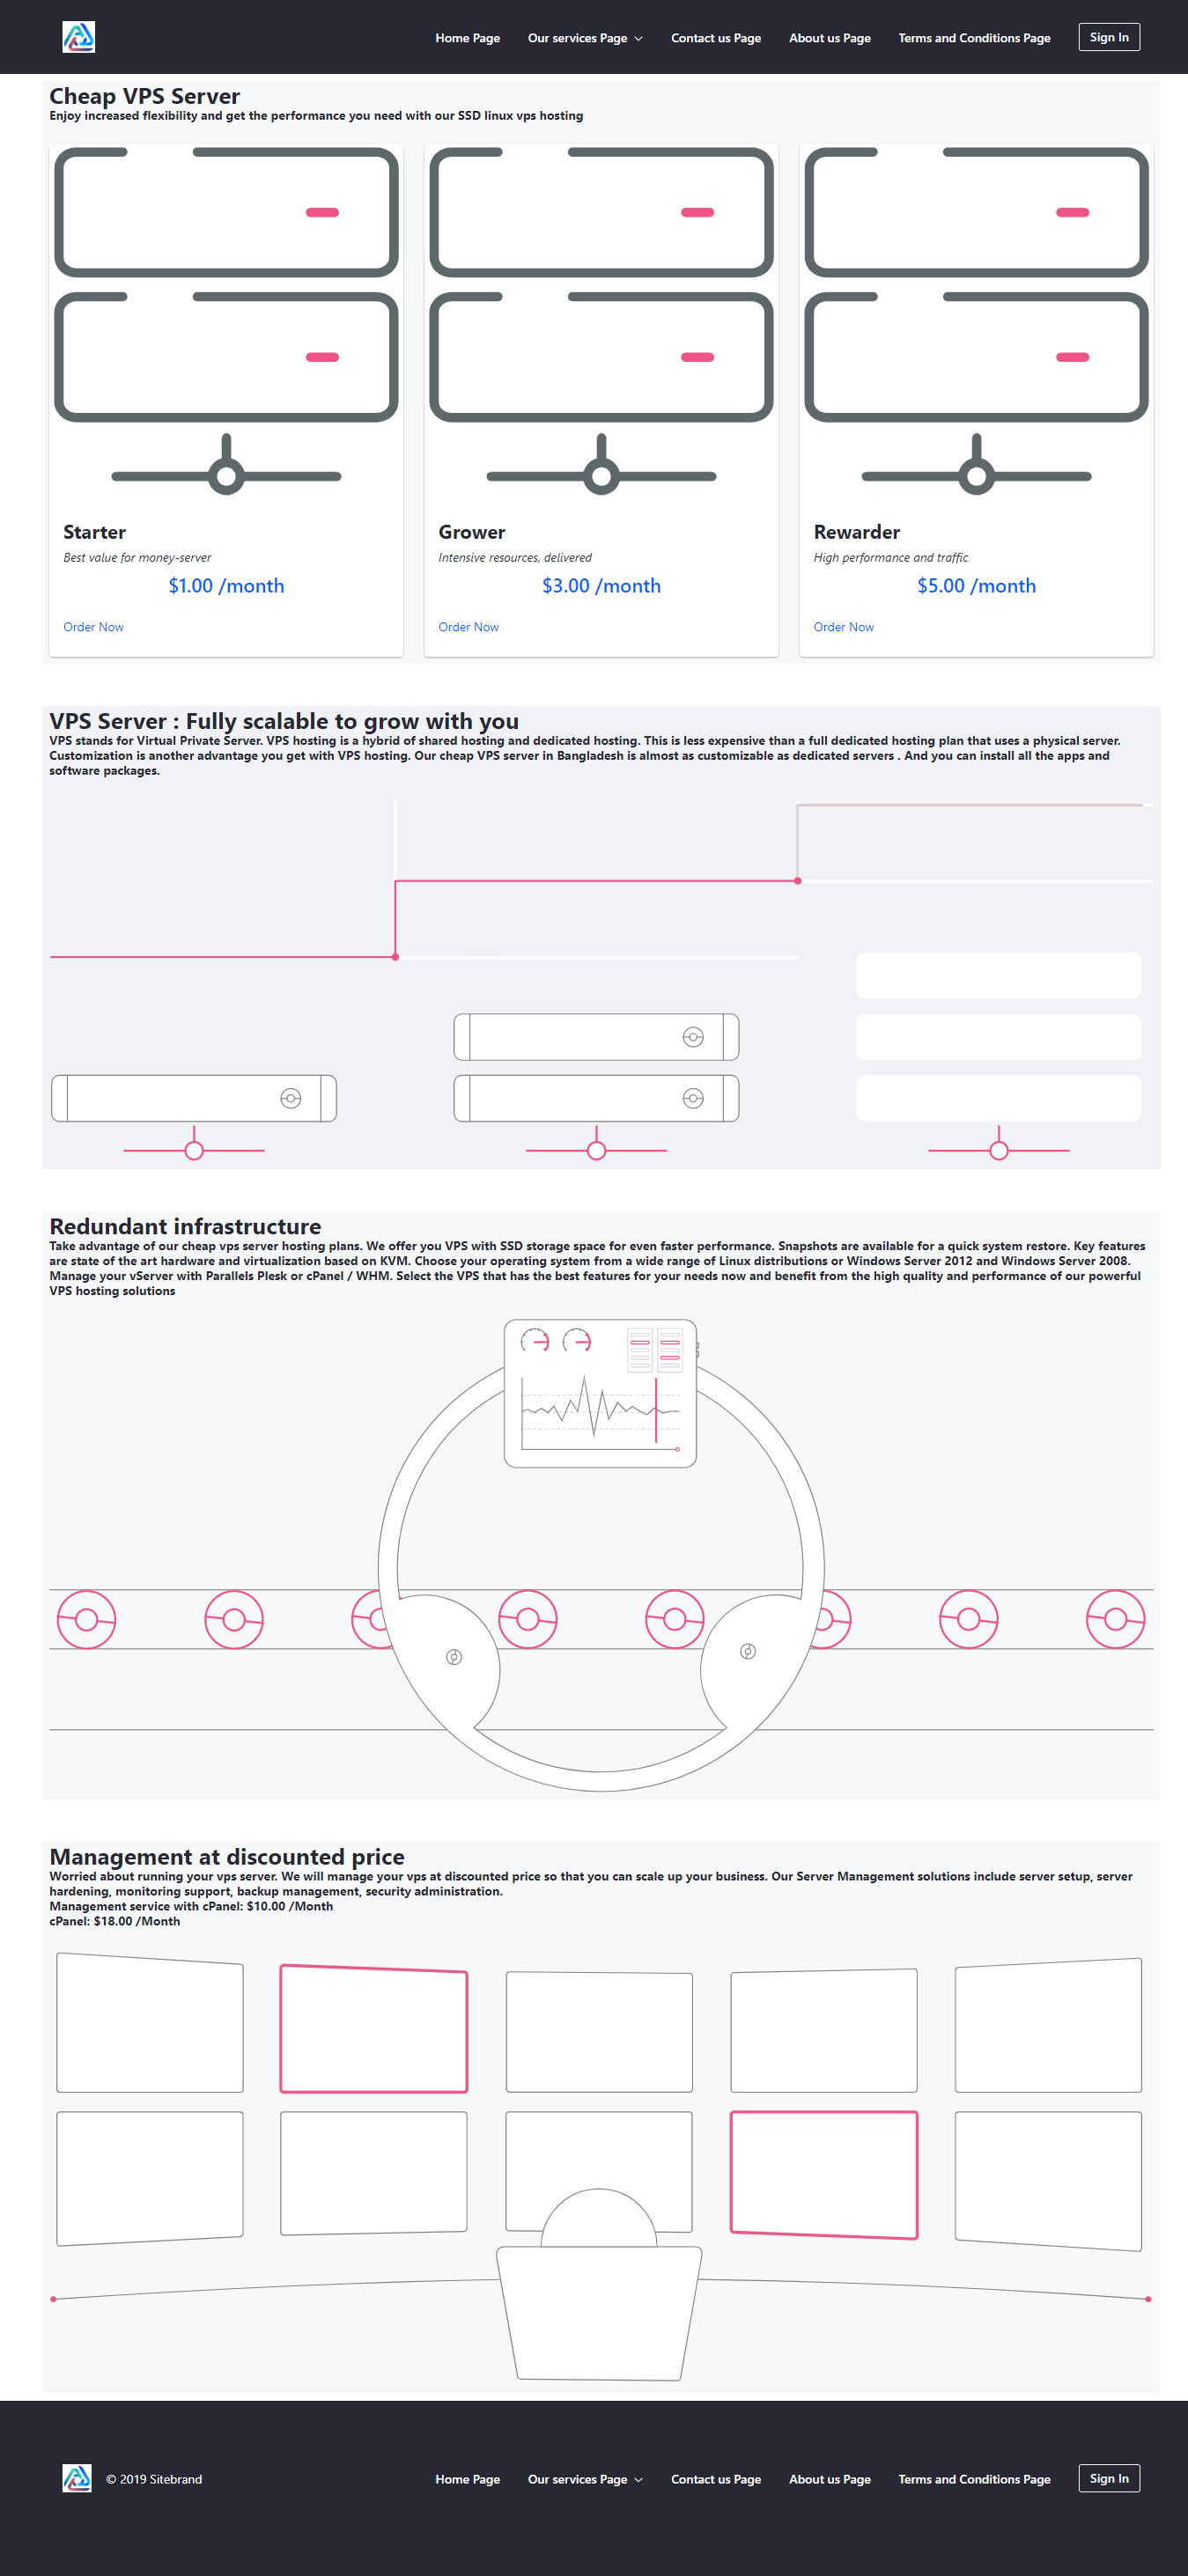 Home Page Our services Page Contact us Page About us Page Terms and Conditions Page Sign In
Cheap VPS Server
Enjoy increased flexibility and get the performance you need with our SSD linux vps hosting
Starter
Best value for money-server
$1.00 /month
Order Now
Grower
Intensive resources, delivered
$3.00 /month
Order Now
Rewarder
High performance and traffic
$5.00 /month
Order Now
VPS Server : Fully scalable to grow with you
VPS stands for Virtual Private Server. VPS hosting is a hybrid of shared hosting and dedicated hosting. This is less expensive than a full dedicated hosting plan that uses a physical server.
Customization is another advantage you get with VPS hosting. Our cheap VPS server in Bangladesh is almost as customizable as dedicated servers . And you can install all the apps and
software packages.
Redundant infrastructure
Take advantage of our cheap vps server hosting plans. We offer you VPS with SSD storage space for even faster performance. Snapshots are available for a quick system restore. Key features
are state of the art hardware and virtualization based on KVM. Choose your operating system from a wide range of Linux distributions or Windows Server 2012 and Windows Server 2008.
Manage your vServer with Parallels Plesk or cPanel / WHM. Select the VPS that has the best features for your needs now and benefit from the high quality and performance of our powerful
VPS hosting solutions
Management at discounted price
Worried about running your vps server. We will manage your vps at discounted price so that you can scale up your business. Our Server Management solutions include server setup, server
hardening, monitoring support, backup management, security administration.
Management service with cPanel: $10.00 /Month
cPanel: $18.00 /Month
© 2019 Sitebrand Home Page Our services Page Contact us Page About us Page Terms and Conditions Page Sign In